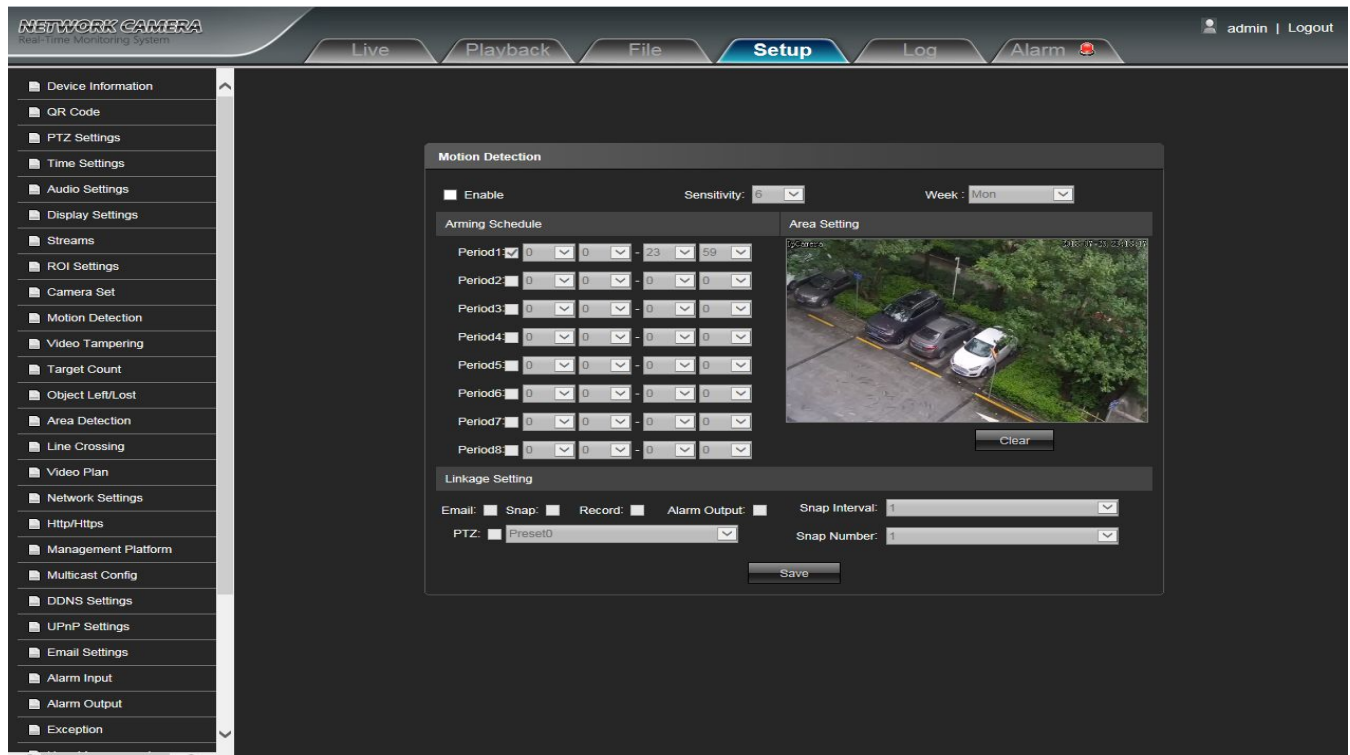 NETWORK CAMERA
Real-Time Monitoring System
Live Playback File Setup Log Alarm
admin | Logout
Device Information
QR Code
PTZ Settings
Time Settings
Audio Settings
Display Settings
Streams
ROI Settings
Camera Set
Motion Detection
Video Tampering
Target Count
Object Left/Lost
Area Detection
Line Crossing
Video Plan
Network Settings
Http/Https
Management Platform
Multicast Config
DDNS Settings
UPnP Settings
Email Settings
Alarm Input
Alarm Output
Exception
Motion Detection
Enable Sensitivity: 6 Week : Mon
Arming Schedule
Period1: 0 0 - 23 59
Period2: 0 0 - 0 0
Period3: 0 0 - 0 0
Period4: 0 0 - 0 0
Period5: 0 0 - 0 0
Period6: 0 0 - 0 0
Period7: 0 0 - 0 0
Period8: 0 0 - 0 0
Area Setting
IpCamera
Clear
Linkage Setting
Email: Snap: Record: Alarm Output: Snap Interval: 1
PTZ: Preset0 Snap Number: 1
Save